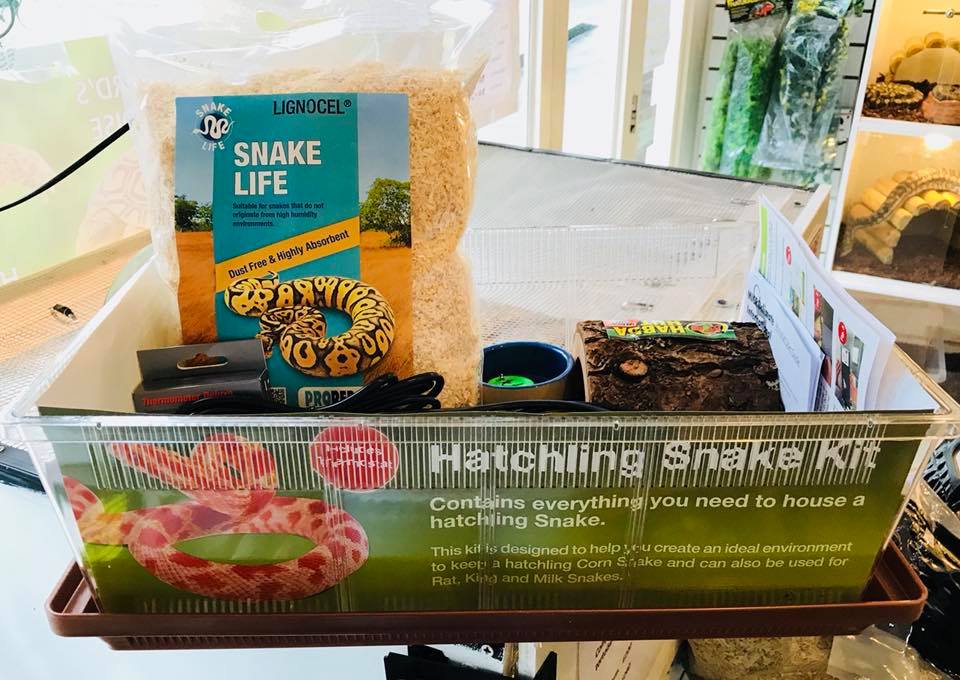 SNAKE
LIFE
LIGNOCEL®
SNAKE
LIFE
Suitable for snakes that do not
originate from high humidity
environments.
Dust Free & Highly Absorbent
Thermometer
HABBA
Includes
Thermostat
Hatchling Snake Kit
Contains everything you need to house a
hatchling Snake.
This kit is designed to help you create an ideal environment
to keep a hatchling Corn Snake and can also be used for
Rat, King and Milk Snakes.